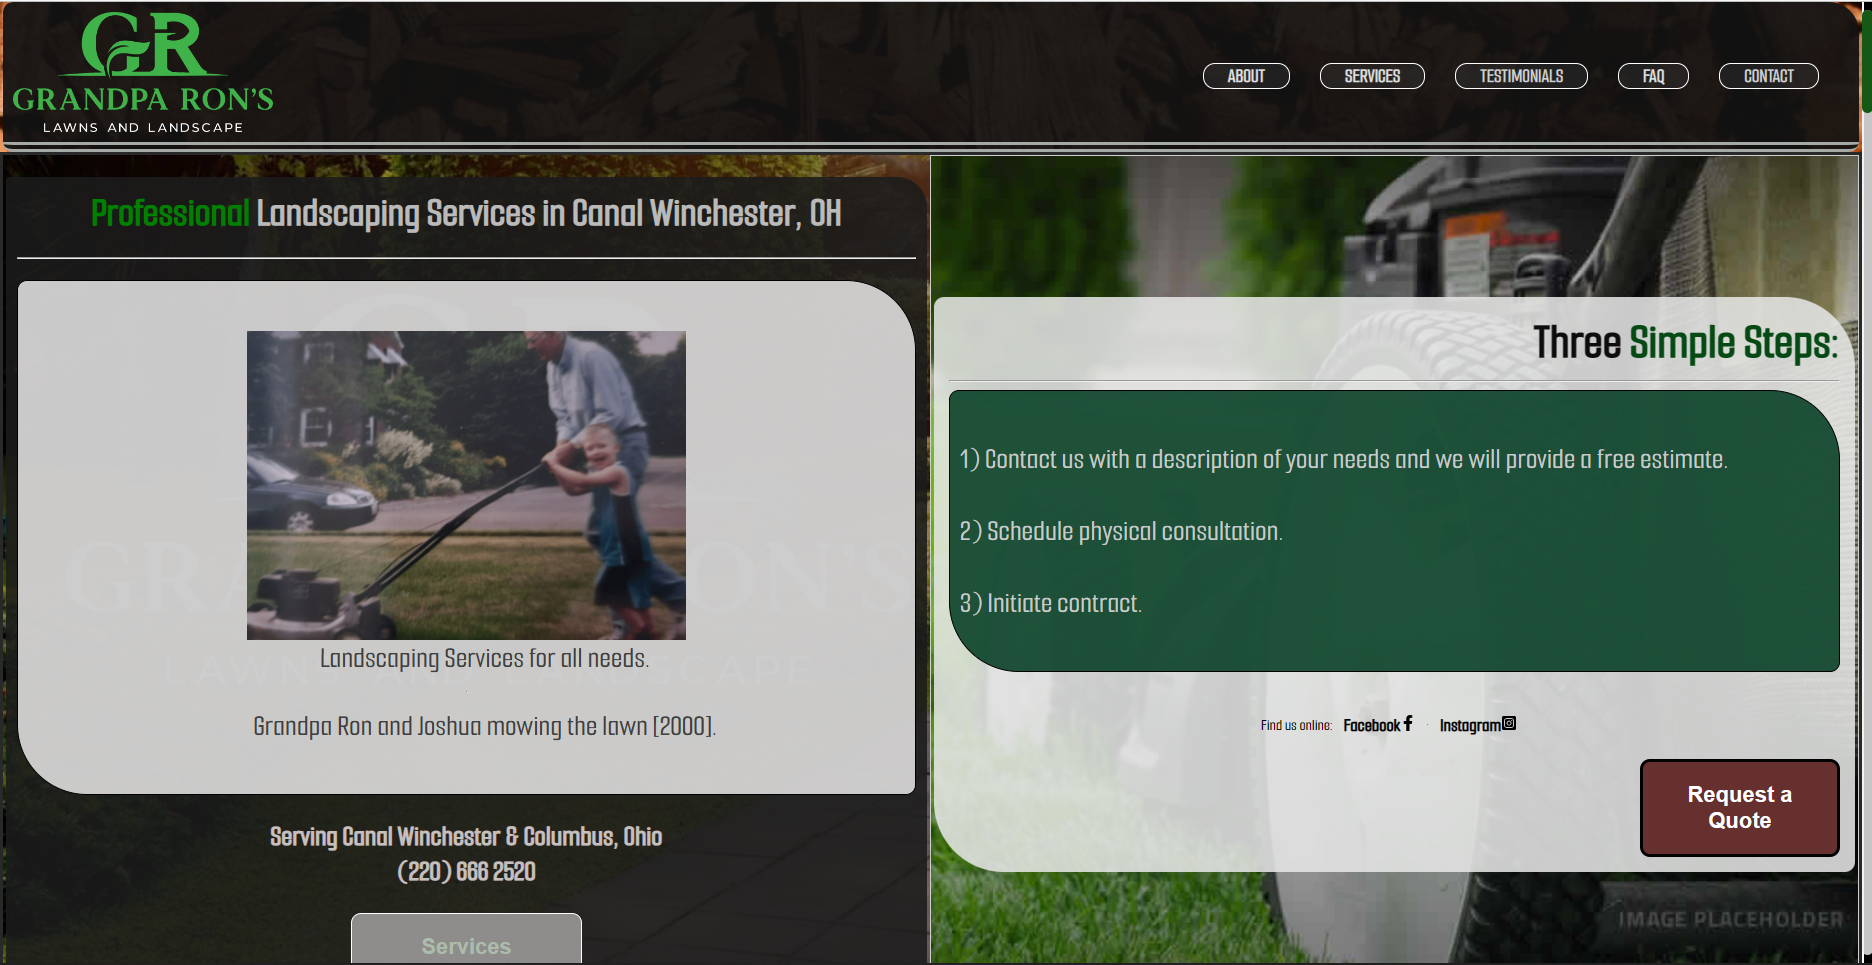 GR
GRANDPA RON'S
LAWNS AND LANDSCAPE
ABOUT
SERVICES
TESTIMONIALS
FAQ
CONTACT
Professional Landscaping Services in Canal Winchester, OH
Landscaping Services for all needs.
Grandpa Ron and Joshua mowing the lawn [2000].
Serving Canal Winchester & Columbus, Ohio
(220) 666 2520
Services
Three Simple Steps:
1) Contact us with a description of your needs and we will provide a free estimate.
2) Schedule physical consultation.
3) Initiate contract.
Find us online: Facebook · Instagram
Request a
Quote
IMAGE PLACEHOLDER